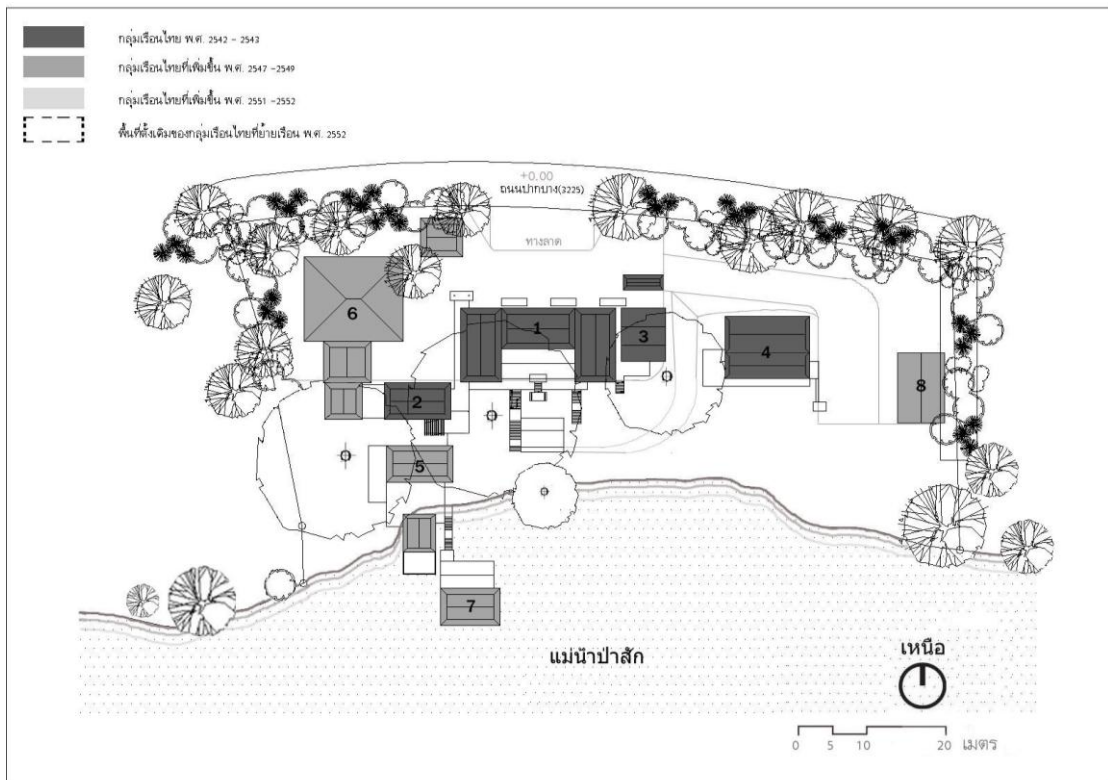 กลุ่มเรือนไทย พ.ศ. 2542 - 2543
กลุ่มเรือนไทยที่เพิ่มขึ้น พ.ศ. 2547 -2549
กลุ่มเรือนไทยที่เพิ่มขึ้น พ.ศ. 2551 -2552
พื้นที่ตั้งเดิมของกลุ่มเรือนไทยที่ย้ายเรือน พ.ศ. 2552
+0.00
ถนนปากบาง(3225)
ทางลาด
6
1
3
4
8
2
5
7
แม่น้ำป่าสัก
เหนือ
0 5 10 20 เมตร